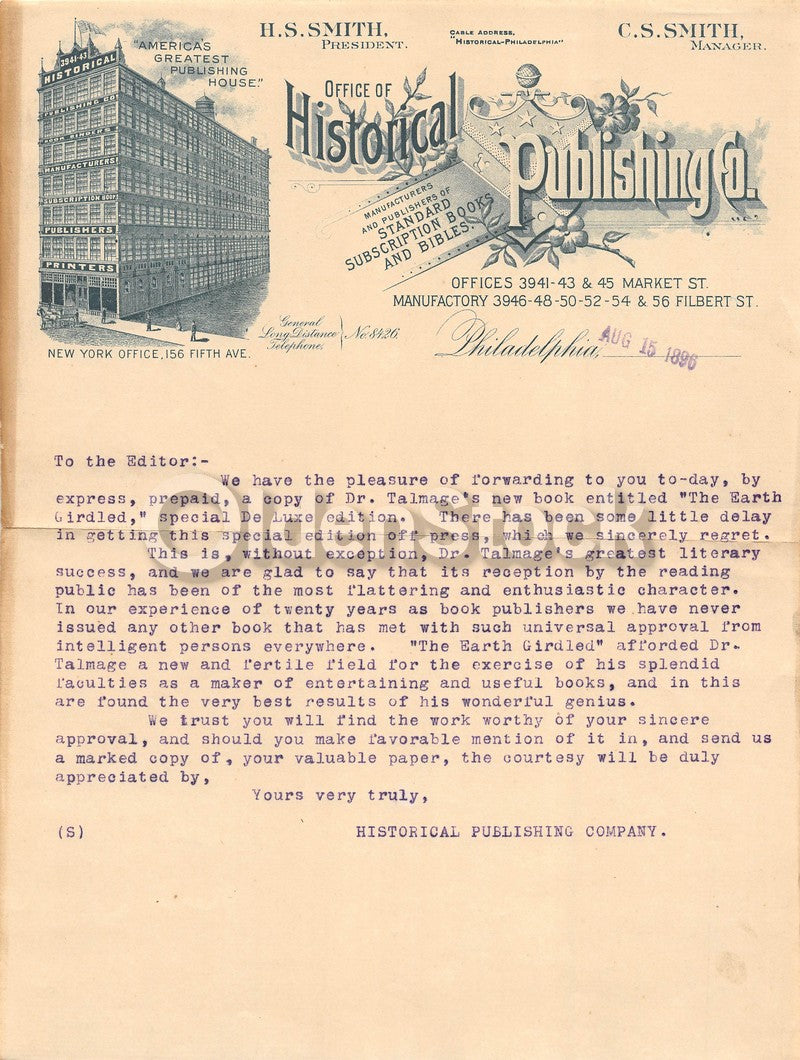 H.S. SMITH,
PRESIDENT.
CABLE ADDRESS,
"HISTORICAL-PHILADELPHIA"
C.S. SMITH,
MANAGER.
"AMERICA'S
GREATEST
PUBLISHING
HOUSE."
3941-43
HISTORICAL
PUBLISHING CO
BOOK BINDERS
MANUFACTURERS
SUBSCRIPTION BOOK
PUBLISHERS
PRINTERS
OFFICE OF
Historical Publishing Co.
MANUFACTURERS
AND PUBLISHERS OF
STANDARD
SUBSCRIPTION BOOKS
AND BIBLES.
OFFICES 3941-43 & 45 MARKET ST.
MANUFACTORY 3946-48-50-52-54 & 56 FILBERT ST.
General
Long Distance
Telephone,
No. 8426.
NEW YORK OFFICE, 156 FIFTH AVE.
Philadelphia, AUG 15 1896
To the Editor:-
We have the pleasure of forwarding to you to-day, by
express, prepaid, a copy of Dr. Talmage's new book entitled "The Earth
Girdled," special De Luxe edition. There has been some little delay
in getting this special edition off press, which we sincerely regret.
This is, without exception, Dr. Talmage's greatest literary
success, and we are glad to say that its reception by the reading
public has been of the most flattering and enthusiastic character.
In our experience of twenty years as book publishers we have never
issued any other book that has met with such universal approval from
intelligent persons everywhere. "The Earth Girdled" afforded Dr.
Talmage a new and fertile field for the exercise of his splendid
faculties as a maker of entertaining and useful books, and in this
are found the very best results of his wonderful genius.
We trust you will find the work worthy of your sincere
approval, and should you make favorable mention of it in, and send us
a marked copy of, your valuable paper, the courtesy will be duly
appreciated by,
Yours very truly,
(S) HISTORICAL PUBLISHING COMPANY.
Oldenstock